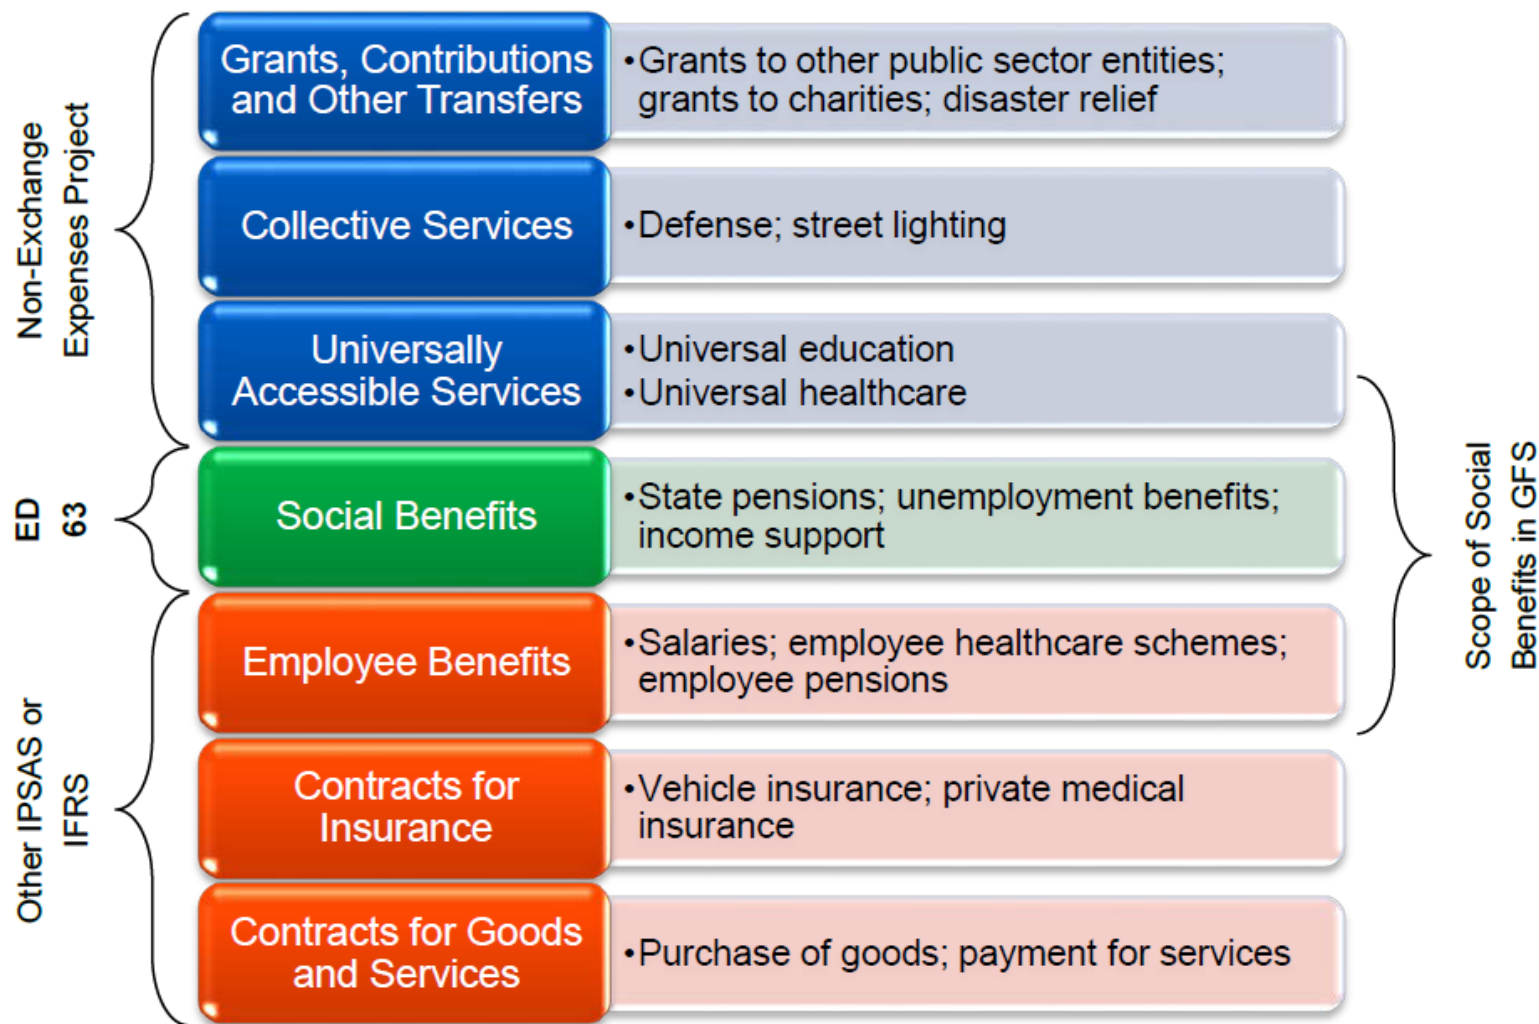 Non-Exchange
Expenses Project
Grants, Contributions
and Other Transfers
•Grants to other public sector entities;
grants to charities; disaster relief
Collective Services
•Defense; street lighting
Universally
Accessible Services
•Universal education
•Universal healthcare
ED
63
Social Benefits
•State pensions; unemployment benefits;
income support
Scope of Social
Benefits in GFS
Other IPSAS or
IFRS
Employee Benefits
•Salaries; employee healthcare schemes;
employee pensions
Contracts for
Insurance
•Vehicle insurance; private medical
insurance
Contracts for Goods
and Services
•Purchase of goods; payment for services